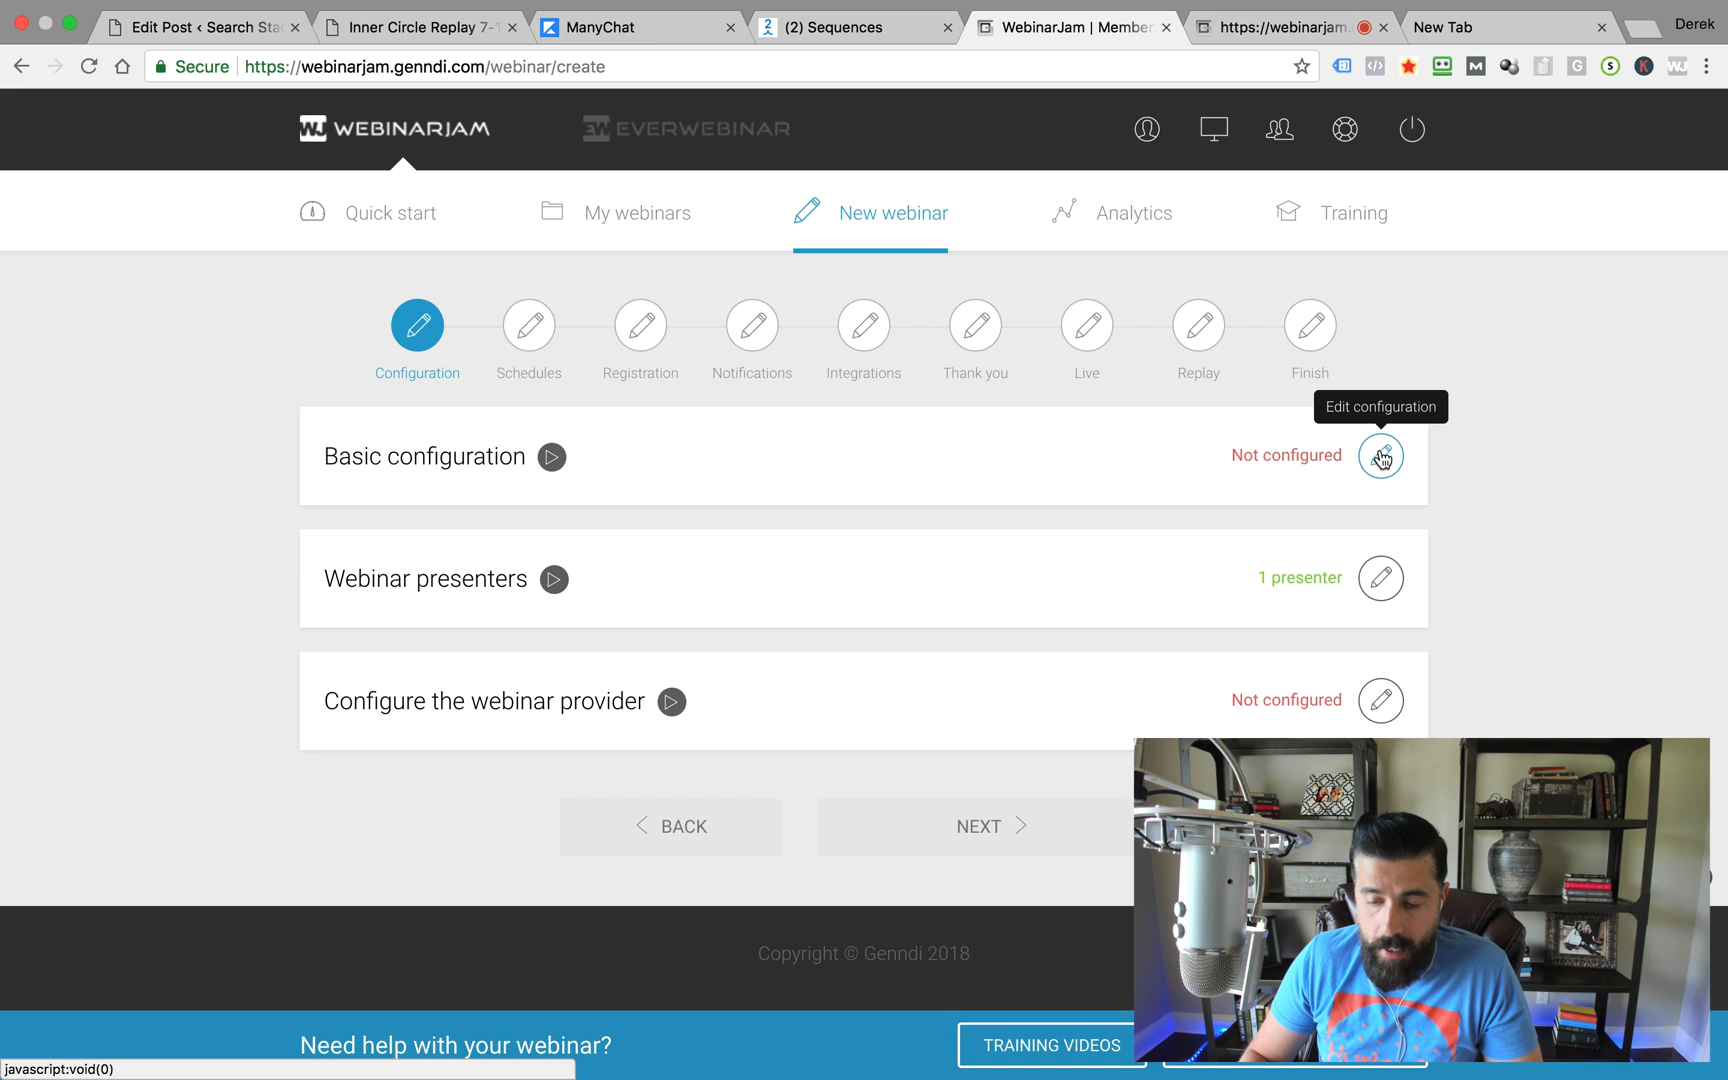 Edit Post ‹ Search Sta
Inner Circle Replay 7-1
ManyChat
(2) Sequences
WebinarJam | Member
https://webinarjam.
New Tab
Derek
Secure
https://webinarjam.genndi.com/webinar/create
WJ WEBINARJAM
EW EVERWEBINAR
Quick start
My webinars
New webinar
Analytics
Training
Configuration
Schedules
Registration
Notifications
Integrations
Thank you
Live
Replay
Finish
Edit configuration
Basic configuration
Not configured
Webinar presenters
1 presenter
Configure the webinar provider
Not configured
BACK
NEXT
Copyright © Genndi 2018
Need help with your webinar?
TRAINING VIDEOS
javascript:void(0)